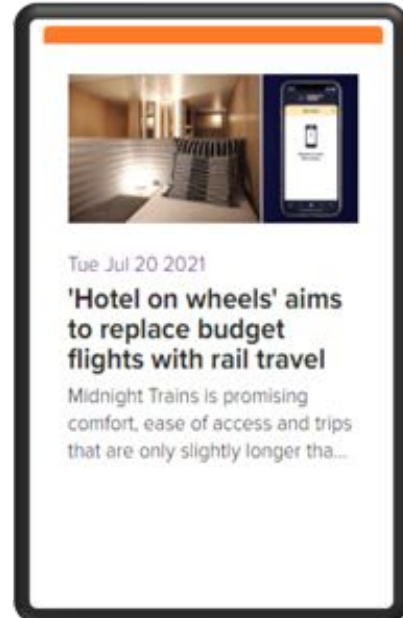 Tue Jul 20 2021
'Hotel on wheels' aims
to replace budget
flights with rail travel
Midnight Trains is promising
comfort, ease of access and trips
that are only slightly longer tha...